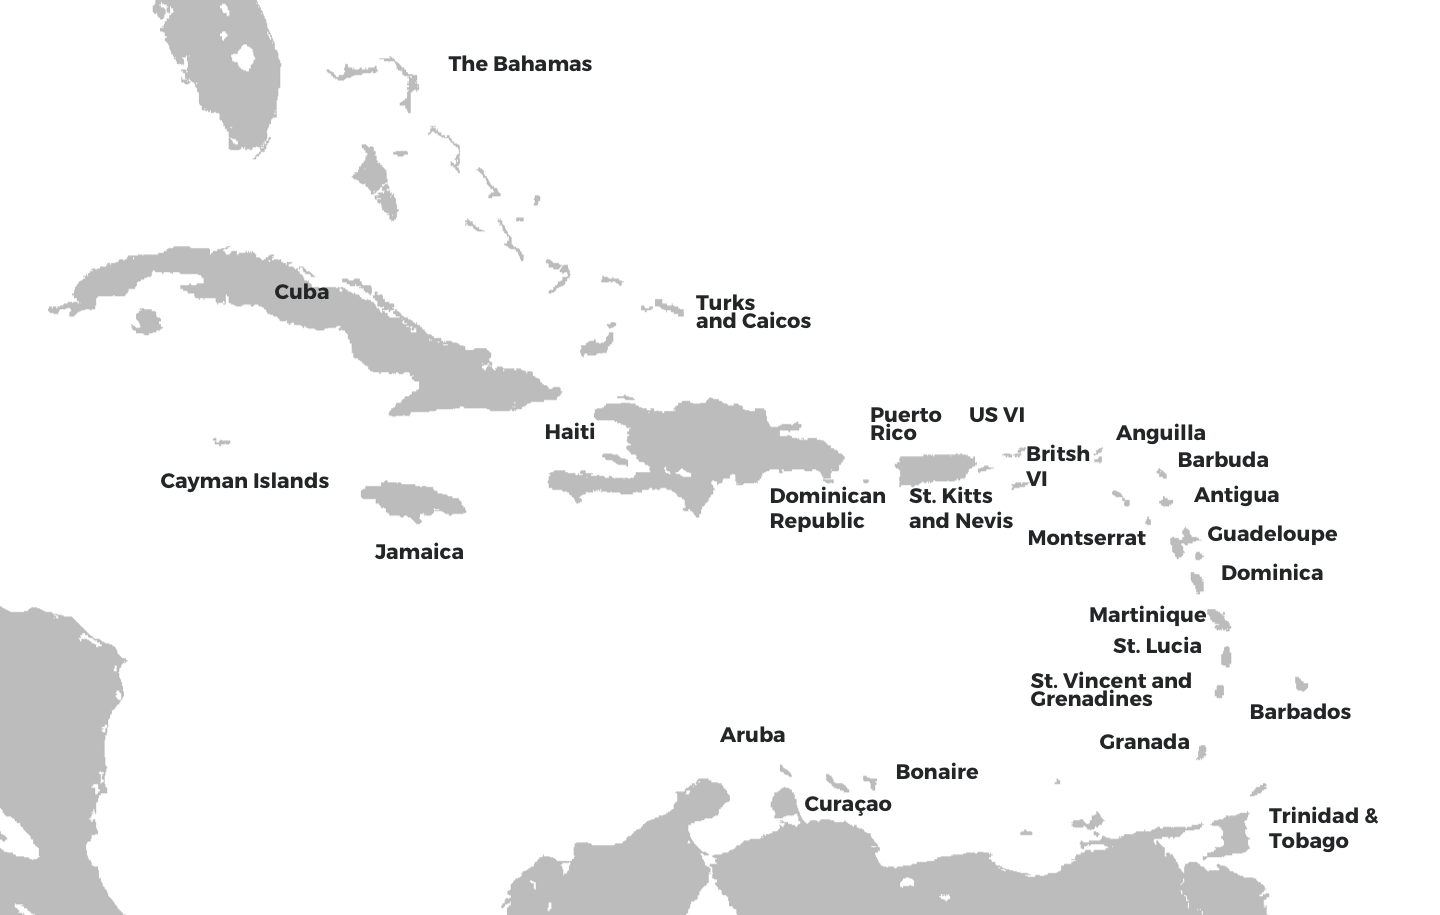 The Bahamas
Cuba
Turks
and Caicos
Haiti
Puerto
Rico
US VI
Anguilla
Britsh
VI
Barbuda
Cayman Islands
Dominican
Republic
St. Kitts
and Nevis
Antigua
Montserrat
Guadeloupe
Jamaica
Dominica
Martinique
St. Lucia
St. Vincent and
Grenadines
Barbados
Aruba
Granada
Bonaire
Curaçao
Trinidad &
Tobago